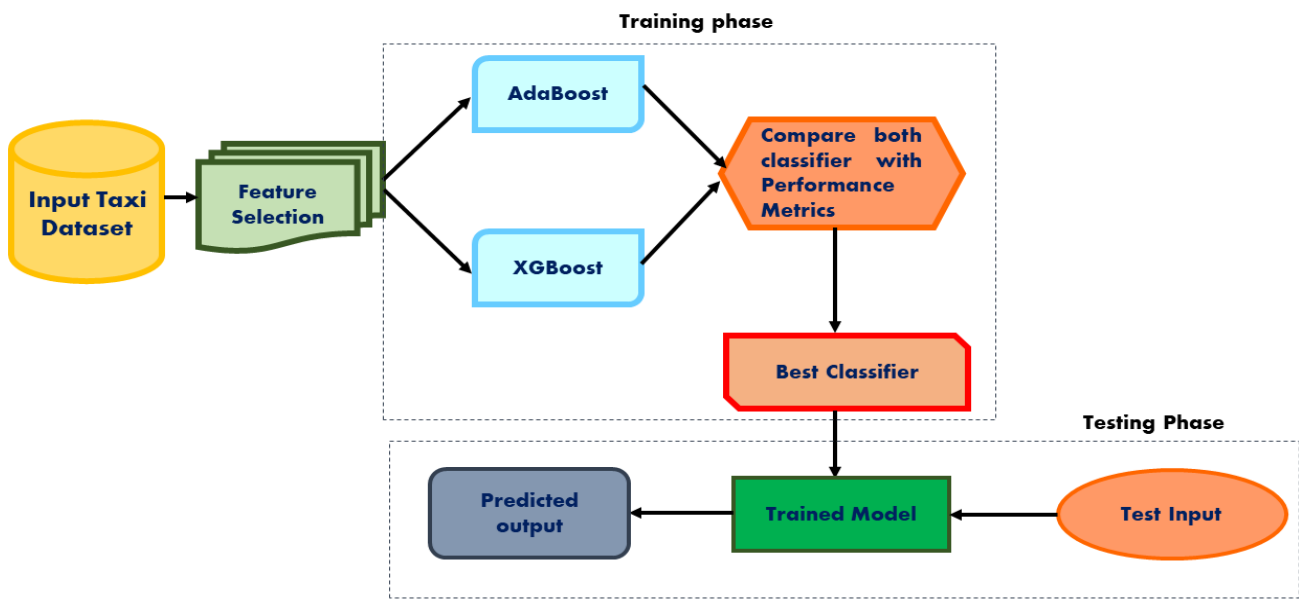 Training phase
AdaBoost
Input Taxi
Dataset
Feature
Selection
XGBoost
Compare both
classifier with
Performance
Metrics
Best Classifier
Testing Phase
Predicted
output
Trained Model
Test Input